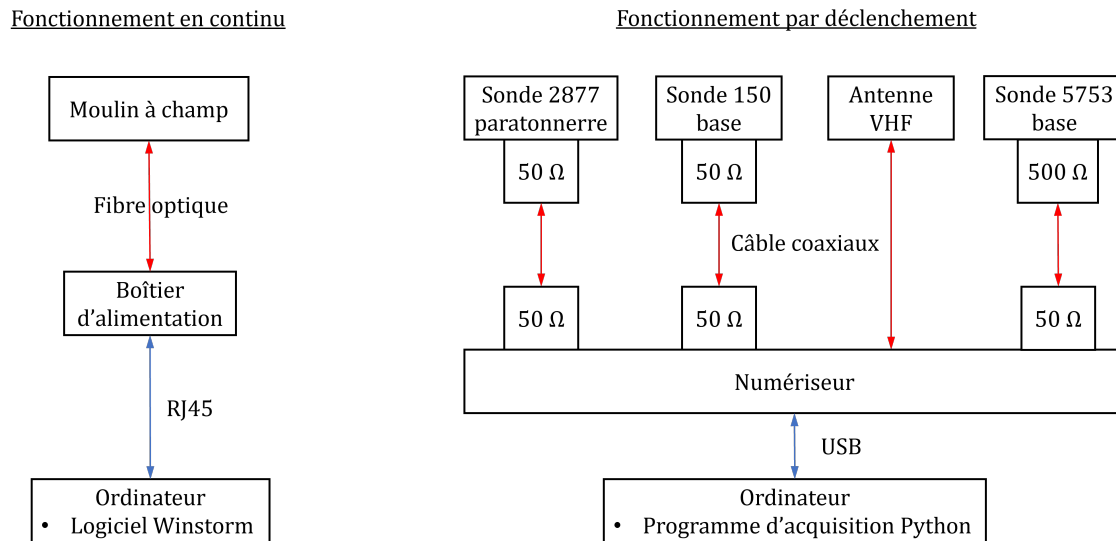 Fonctionnement en continu
Moulin à champ
Fibre optique
Boîtier
d'alimentation
RJ45
Ordinateur
• Logiciel Winstorm
Fonctionnement par déclenchement
Sonde 2877
paratonnerre
Sonde 150
base
Antenne
VHF
Sonde 5753
base
50 Ω
50 Ω
500 Ω
Câble coaxiaux
50 Ω
50 Ω
50 Ω
Numériseur
USB
Ordinateur
• Programme d'acquisition Python